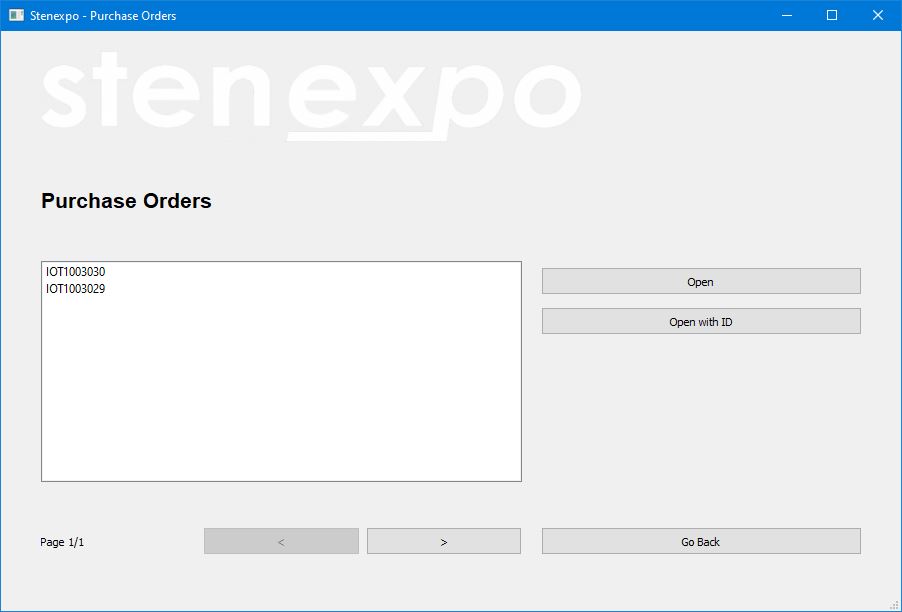 Stenexpo - Purchase Orders
stenexpo
Purchase Orders
IOT1003030
IOT1003029
Open
Open with ID
Page 1/1
<
>
Go Back